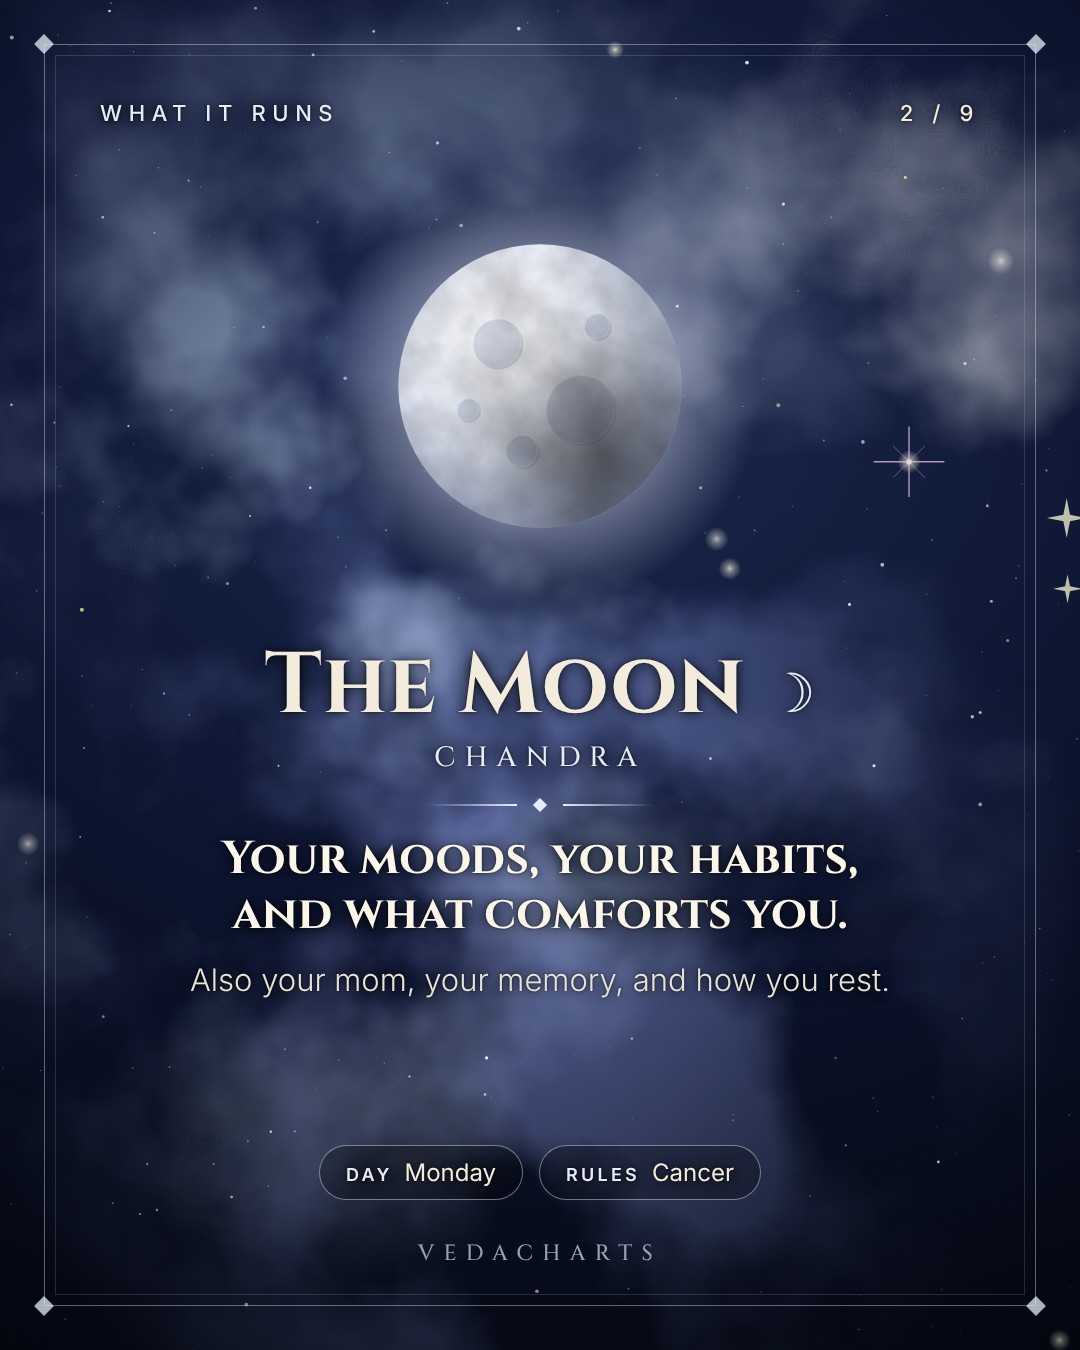 WHAT IT RUNS
2 / 9
The Moon ☽
CHANDRA
Your moods, your habits,
and what comforts you.
Also your mom, your memory, and how you rest.
DAY Monday
RULES Cancer
VEDACHARTS